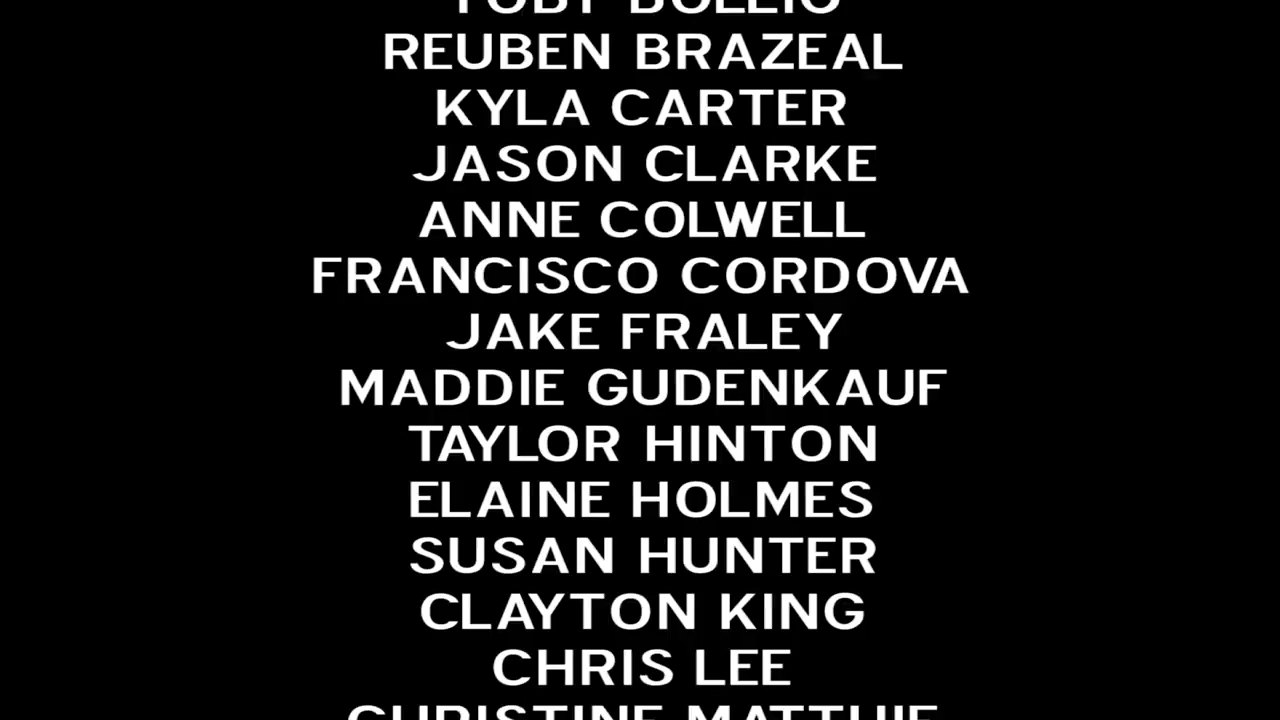 REUBEN BRAZEAL
KYLA CARTER
JASON CLARKE
ANNE COLWELL
FRANCISCO CORDOVA
JAKE FRALEY
MADDIE GUDENKAUF
TAYLOR HINTON
ELAINE HOLMES
SUSAN HUNTER
CLAYTON KING
CHRIS LEE
CHRISTINE